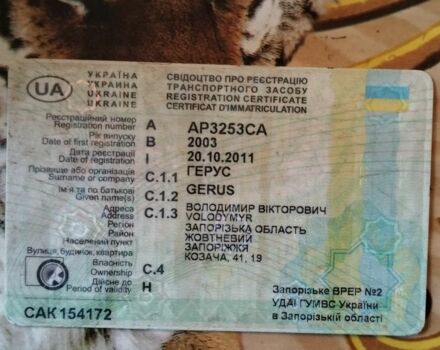 UA
УКРАЇНА
УКРАИНА
UKRAINE
UKRAINE
СВІДОЦТВО ПРО РЕЄСТРАЦІЮ
ТРАНСПОРТНОГО ЗАСОБУ
REGISTRATION CERTIFICATE
CERTIFICAT D'IMMATRICULATION
Реєстраційний номер
Registration number A AP3253CA
Рік випуску
Date of first registration B 2003
Дата реєстрації I 20.10.2011
Прізвище або організація ГЕРУС
Surname or company C.1.1
Ім'я та по батькові GERUS
Given name(s) C.1.2
Адреса C.1.3 ВОЛОДИМИР ВІКТОРОВИЧ
Address VOLODYMYR
Регіон ЗАПОРІЗЬКА ОБЛАСТЬ
Район ЖОВТНЕВИЙ
Населений пункт ЗАПОРІЖЖЯ
Вулиця, будинок, квартира КОЗАЧА, 41, 19
Власність
Ownership C.4
Дійсне до
Period of validity H
Запорізьке ВРЕР №2
УДАІ ГУМВС України
в Запорізькій області
САК 154172